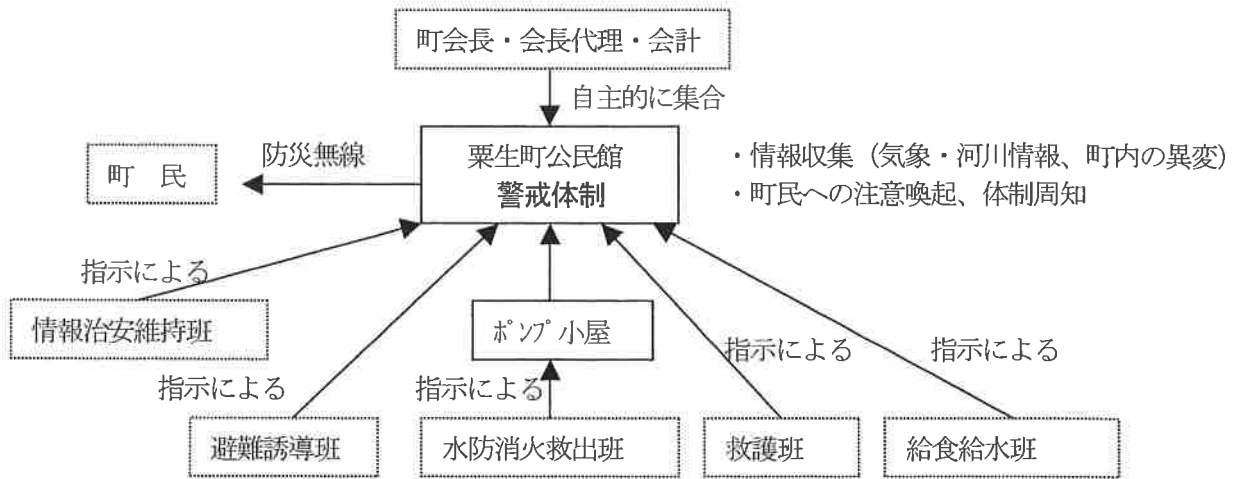 町会長・会長代理・会計
自主的に集合
防災無線
町　民
粟生町公民館
警戒体制
・情報収集（気象・河川情報、町内の異変）
・町民への注意喚起、体制周知
指示による
情報治安維持班
ﾎﾟﾝﾌﾟ小屋
指示による
指示による
指示による
指示による
避難誘導班
水防消火救出班
救護班
給食給水班